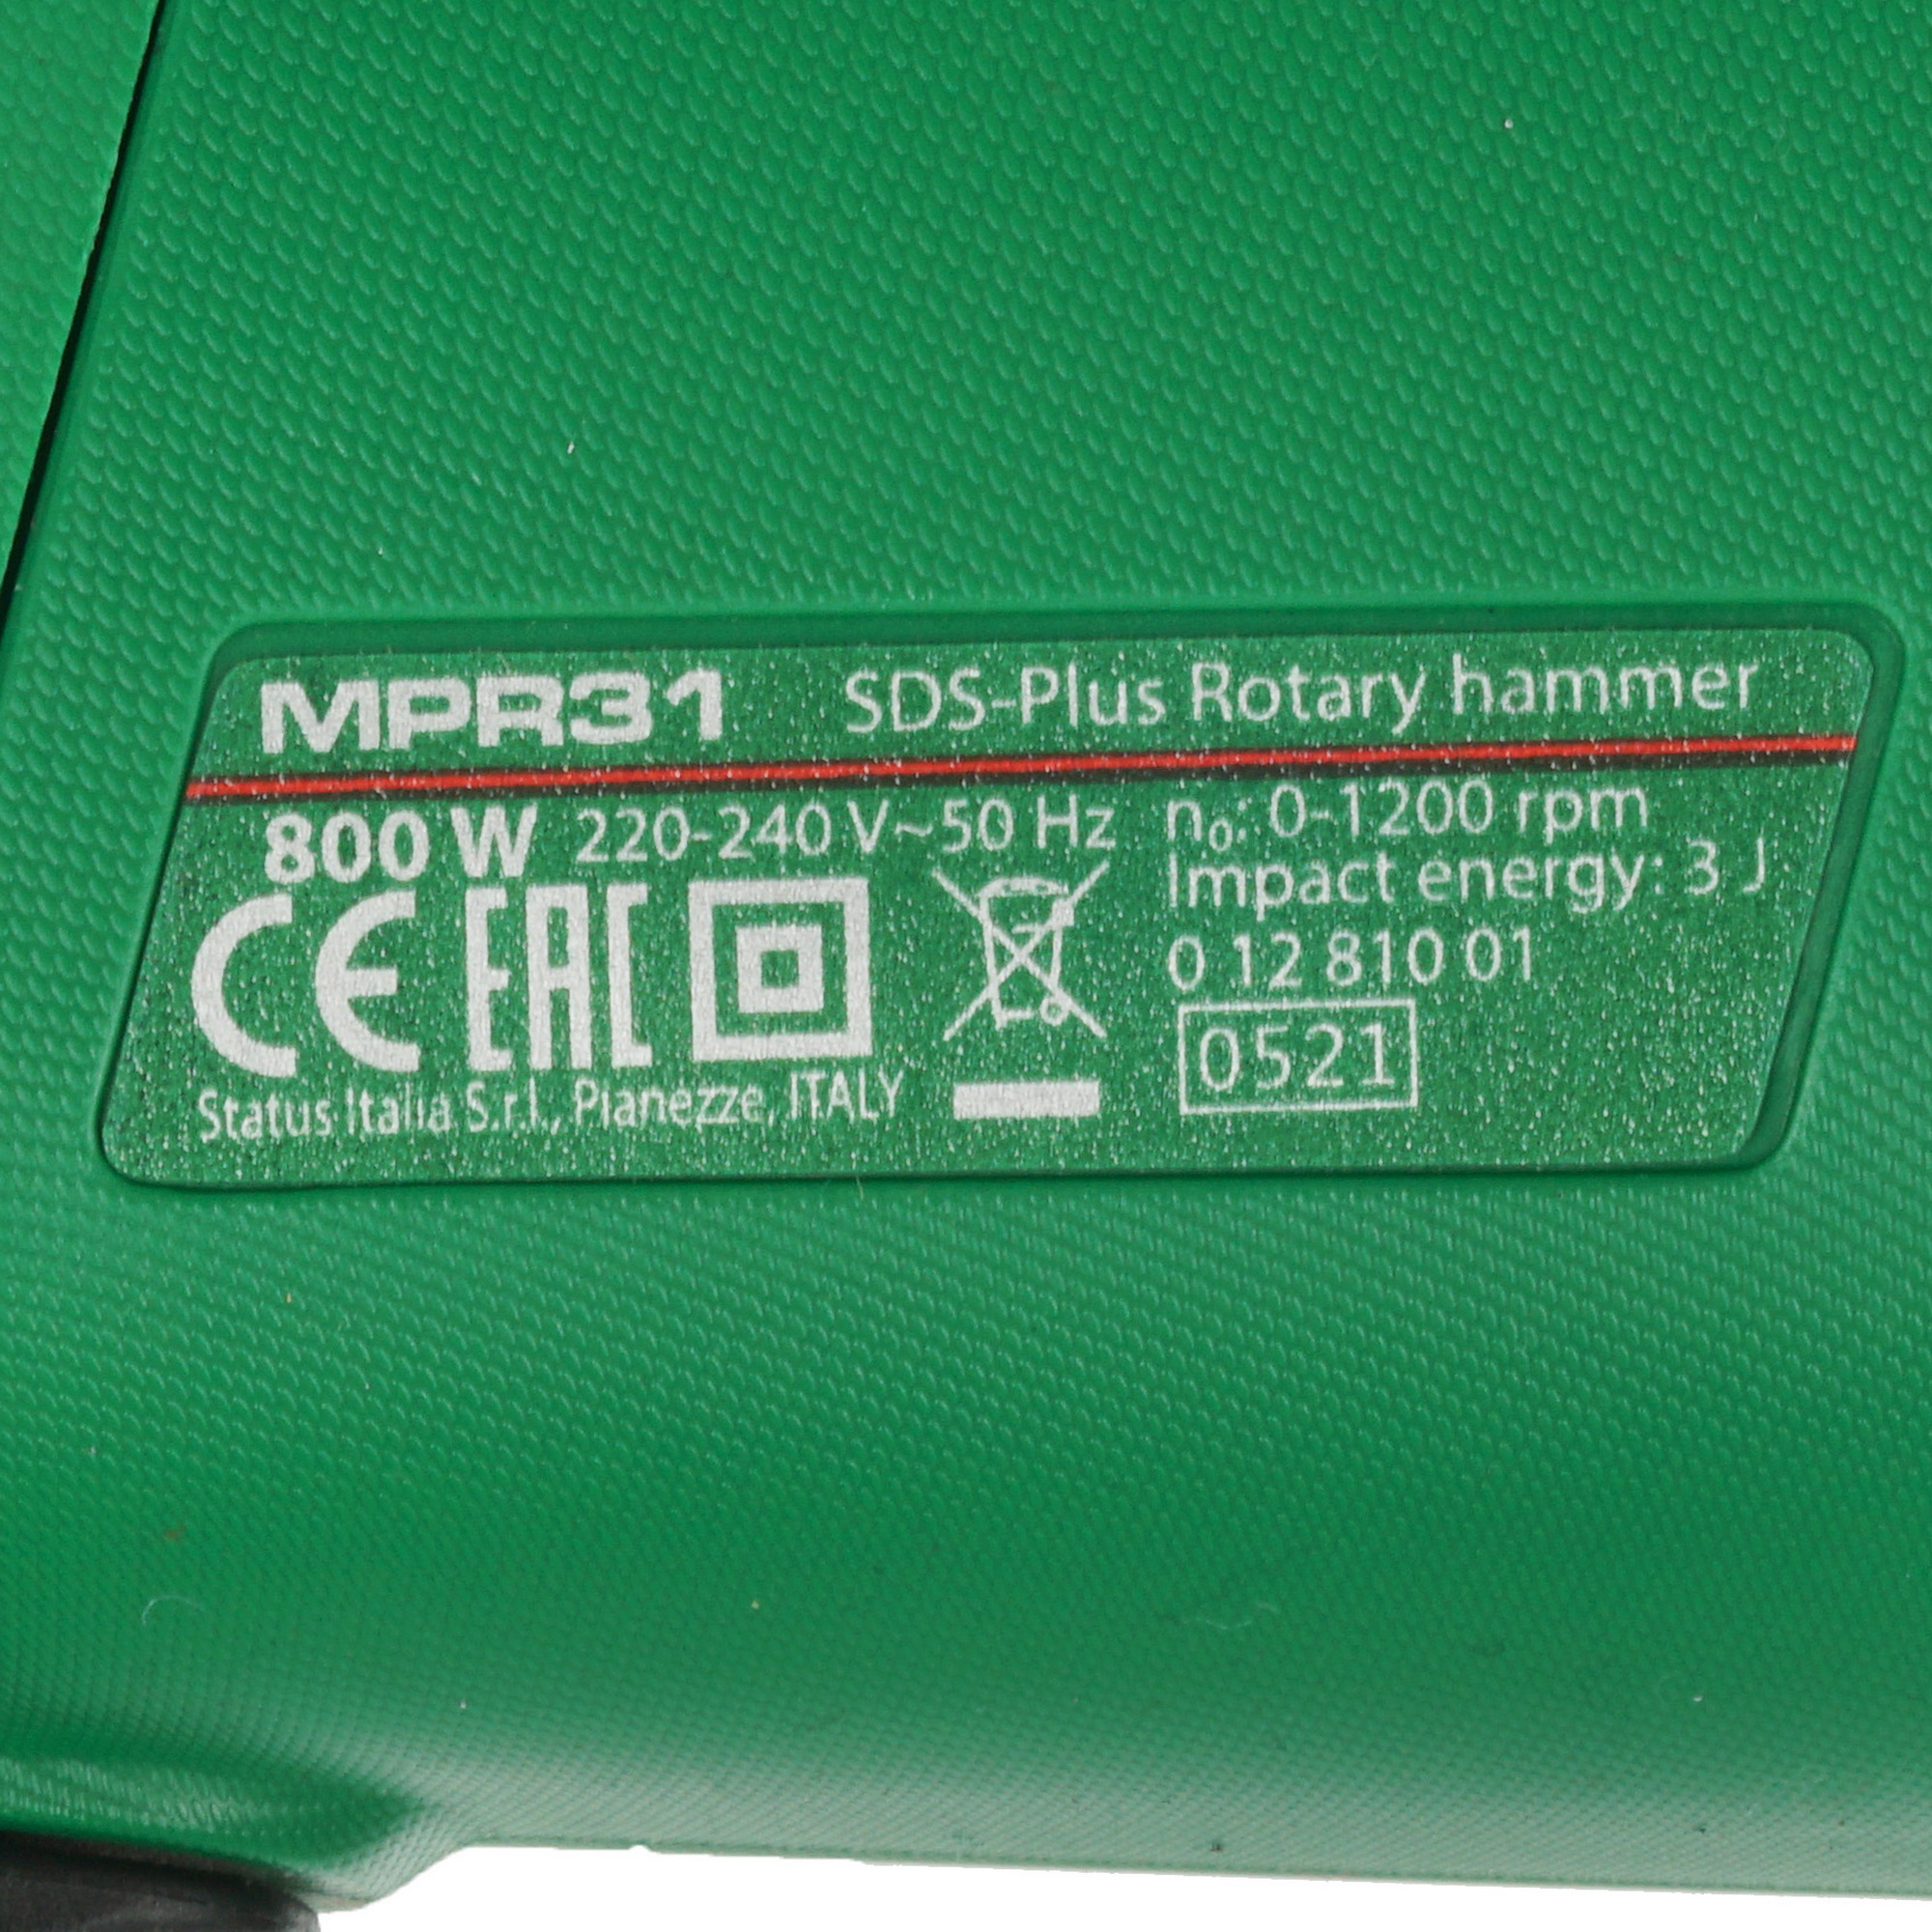 MPR31 SDS-Plus Rotary hammer
800 W 220-240 V~50 Hz n₀: 0-1200 rpm
Impact energy: 3 J
CE EAC 0 12 810 01
0521
Status Italia S.r.l., Pianezze, ITALY